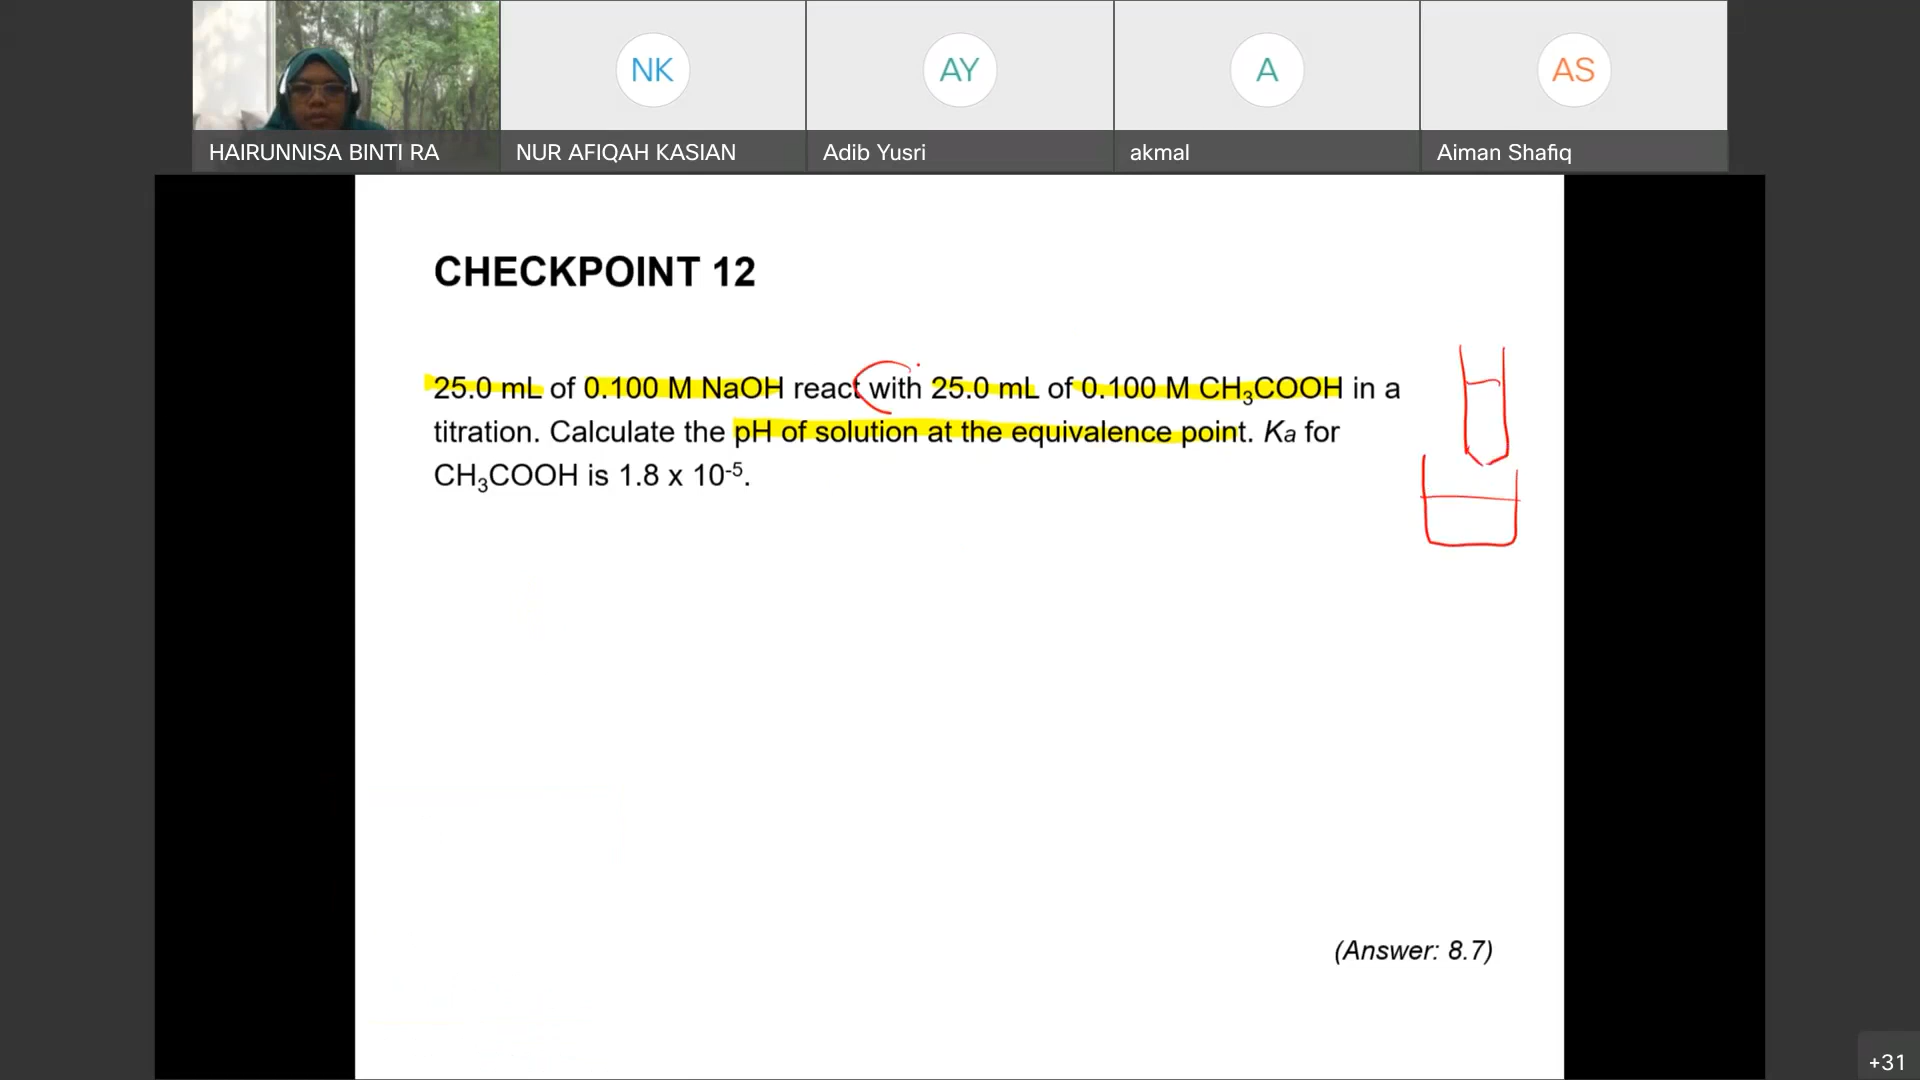 NK
AY
A
AS
HAIRUNNISA BINTI RA
NUR AFIQAH KASIAN
Adib Yusri
akmal
Aiman Shafiq
CHECKPOINT 12
25.0 mL of 0.100 M NaOH react with 25.0 mL of 0.100 M CH₃COOH in a
titration. Calculate the pH of solution at the equivalence point. Ka for
CH₃COOH is 1.8 x 10⁻⁵.
(Answer: 8.7)
+31